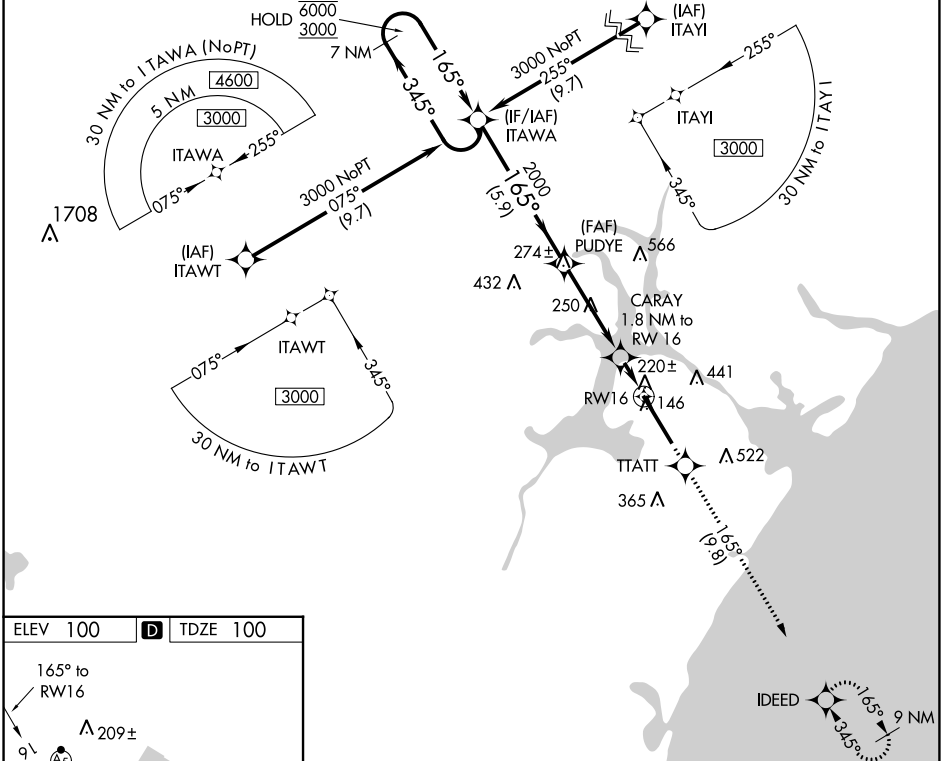 HOLD
6000
3000
7 NM
165°
345°
(IAF)
ITAYI
3000 NoPT
255°
(9.7)
(IF/IAF)
ITAWA
30 NM to ITAWA (NoPT)
4600
5 NM
3000
ITAWA
255°
075°
1708
3000 NoPT
075°
(9.7)
(IAF)
ITAWT
255°
ITAYI
3000
345°
30 NM to ITAYI
2000
165°
(5.9)
(FAF)
PUDYE
274±
566
432
250
CARAY
1.8 NM to
RW 16
220±
441
RW16
146
TTATT
522
365
165°
(9.8)
075°
ITAWT
345°
3000
30 NM to ITAWT
IDEED
165°
345°
9 NM
ELEV 100
D
TDZE 100
165° to
RW16
209±
16
A5